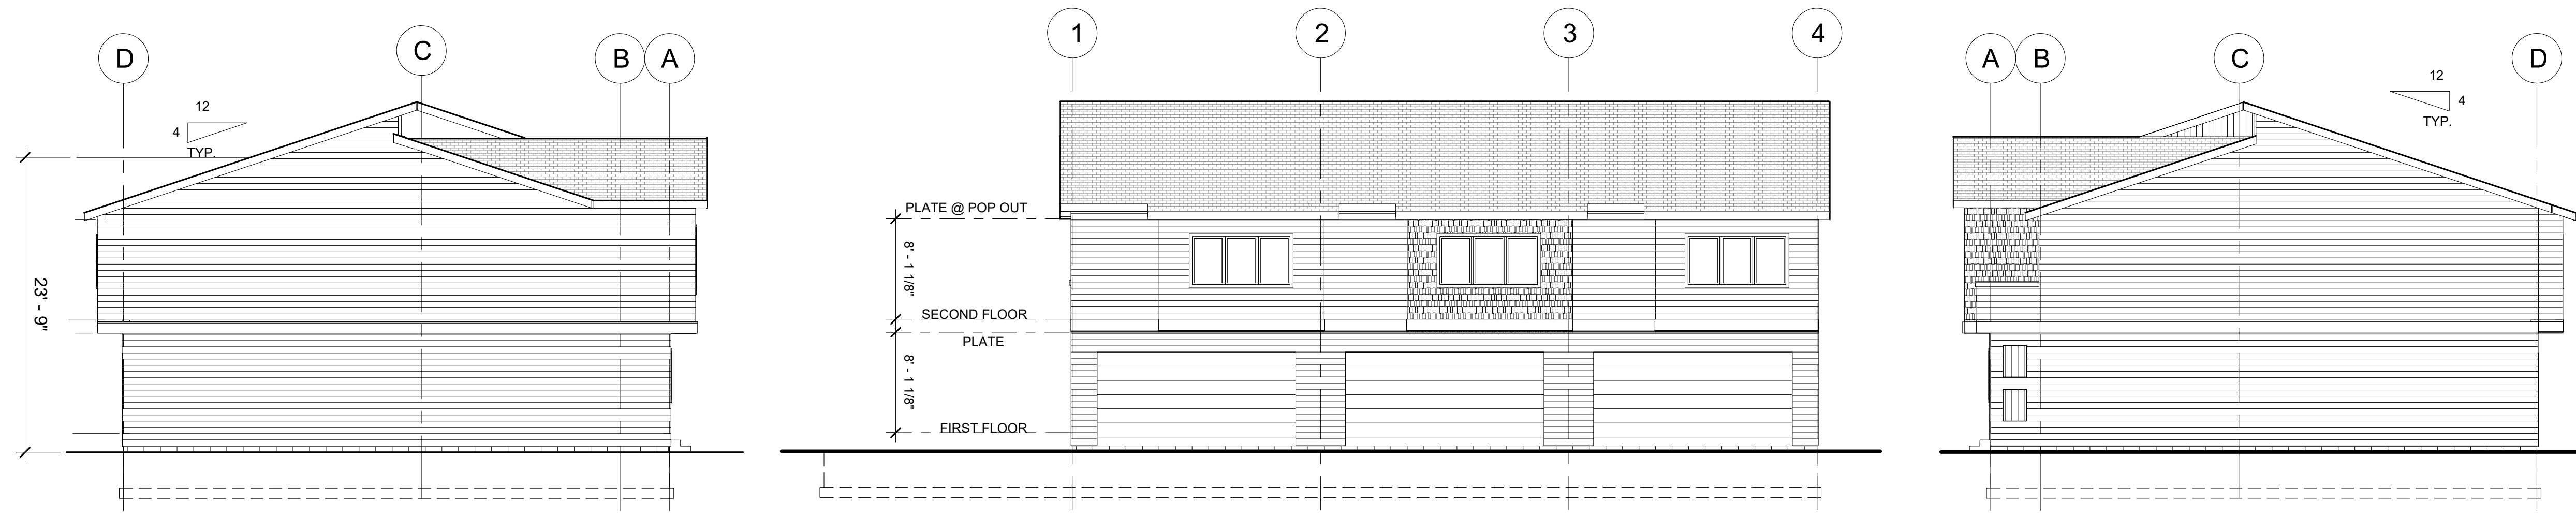 D
C
B
A
12
4
TYP.
23' - 9"
1
2
3
4
PLATE @ POP OUT
8' - 1 1/8"
SECOND FLOOR
PLATE
8' - 1 1/8"
FIRST FLOOR
A
B
C
D
12
4
TYP.